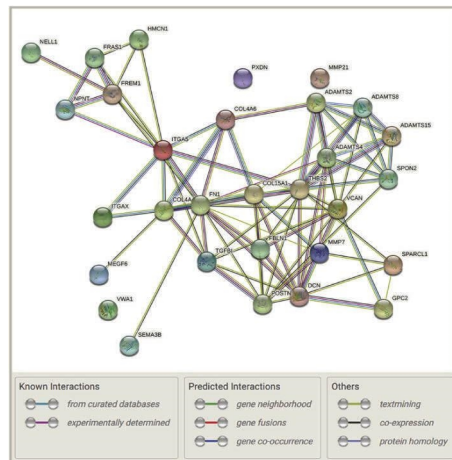 HMCN1
NELL1
FRAS1
PXDN
MMP21
FREM1
ADAMTS2
ADAMTS8
NPNT
COL4A6
ADAMTS15
ITGA5
ADAMTS4
SPON2
COL15A1
THBS2
ITGAX
COL4A
FN1
VCAN
FBLN1
MMP7
TGFBI
SPARCL1
MEGF6
DCN
POSTN
GPC2
VWA1
SEMA3B
Known Interactions
from curated databases
experimentally determined
Predicted Interactions
gene neighborhood
gene fusions
gene co-occurrence
Others
textmining
co-expression
protein homology